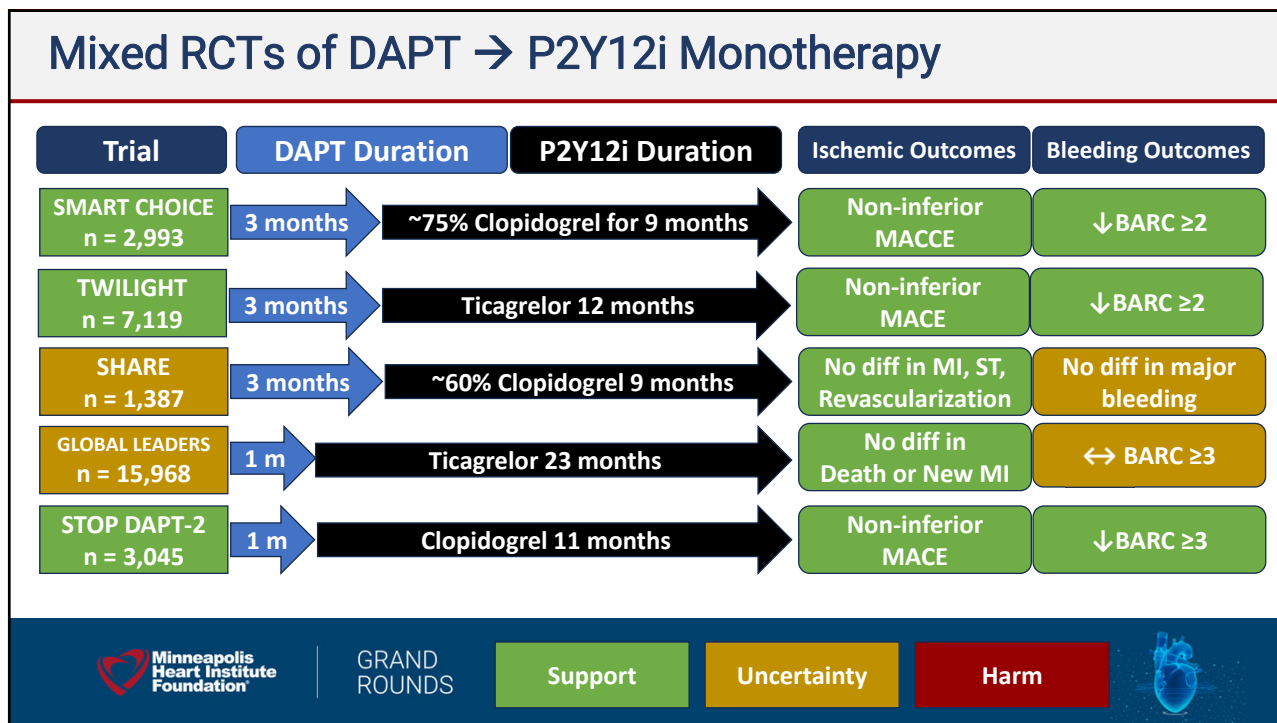 Mixed RCTs of DAPT → P2Y12i Monotherapy
Trial
DAPT Duration
P2Y12i Duration
Ischemic Outcomes
Bleeding Outcomes
SMART CHOICE
n = 2,993
3 months
~75% Clopidogrel for 9 months
Non-inferior
MACCE
↓BARC ≥2
TWILIGHT
n = 7,119
3 months
Ticagrelor 12 months
Non-inferior
MACE
↓BARC ≥2
SHARE
n = 1,387
3 months
~60% Clopidogrel 9 months
No diff in MI, ST,
Revascularization
No diff in major
bleeding
GLOBAL LEADERS
n = 15,968
1 m
Ticagrelor 23 months
No diff in
Death or New MI
↔ BARC ≥3
STOP DAPT-2
n = 3,045
1 m
Clopidogrel 11 months
Non-inferior
MACE
↓BARC ≥3
Minneapolis
Heart Institute
Foundation®
GRAND
ROUNDS
Support
Uncertainty
Harm